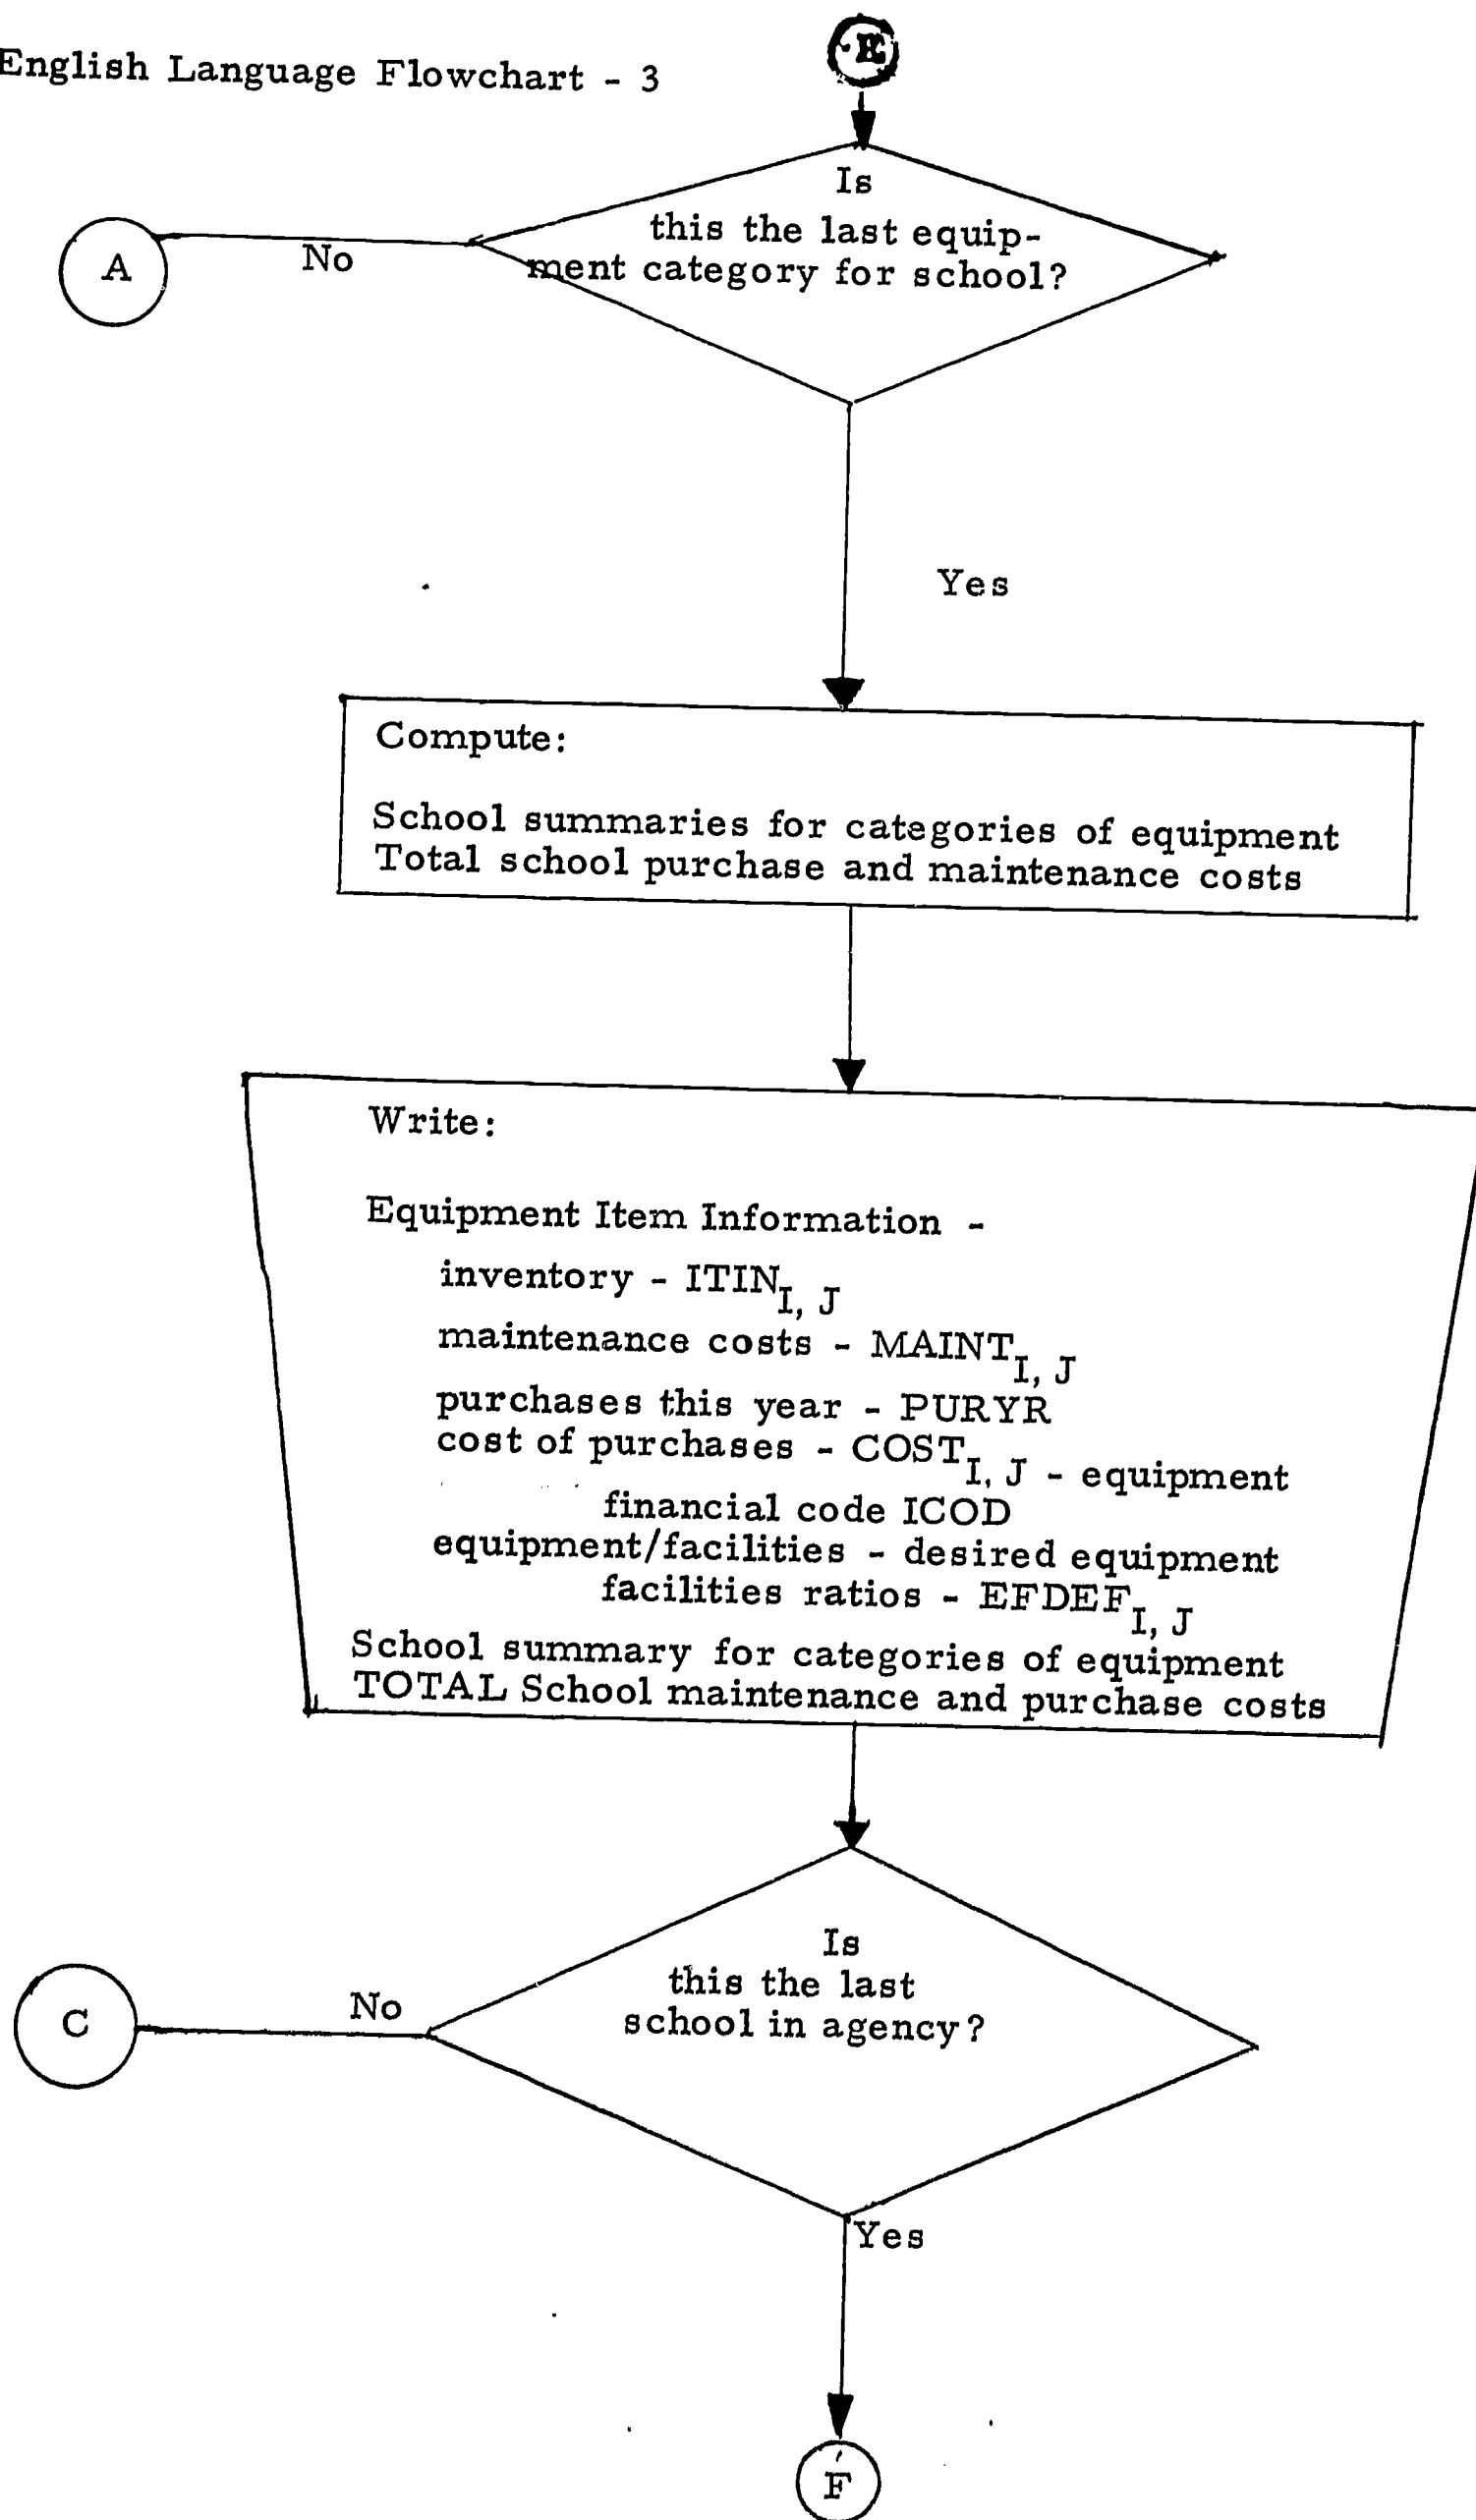 English Language Flowchart - 3
E
Is
this the last equip-
ment category for school?
No
A
Yes
Compute:
School summaries for categories of equipment
Total school purchase and maintenance costs
Write:
Equipment Item Information -
inventory - ITIN I, J
maintenance costs - MAINT I, J
purchases this year - PURYR
cost of purchases - COST I, J - equipment
financial code ICOD
equipment/facilities - desired equipment
facilities ratios - EFDEF I, J
School summary for categories of equipment
TOTAL School maintenance and purchase costs
Is
this the last
school in agency?
No
C
Yes
F